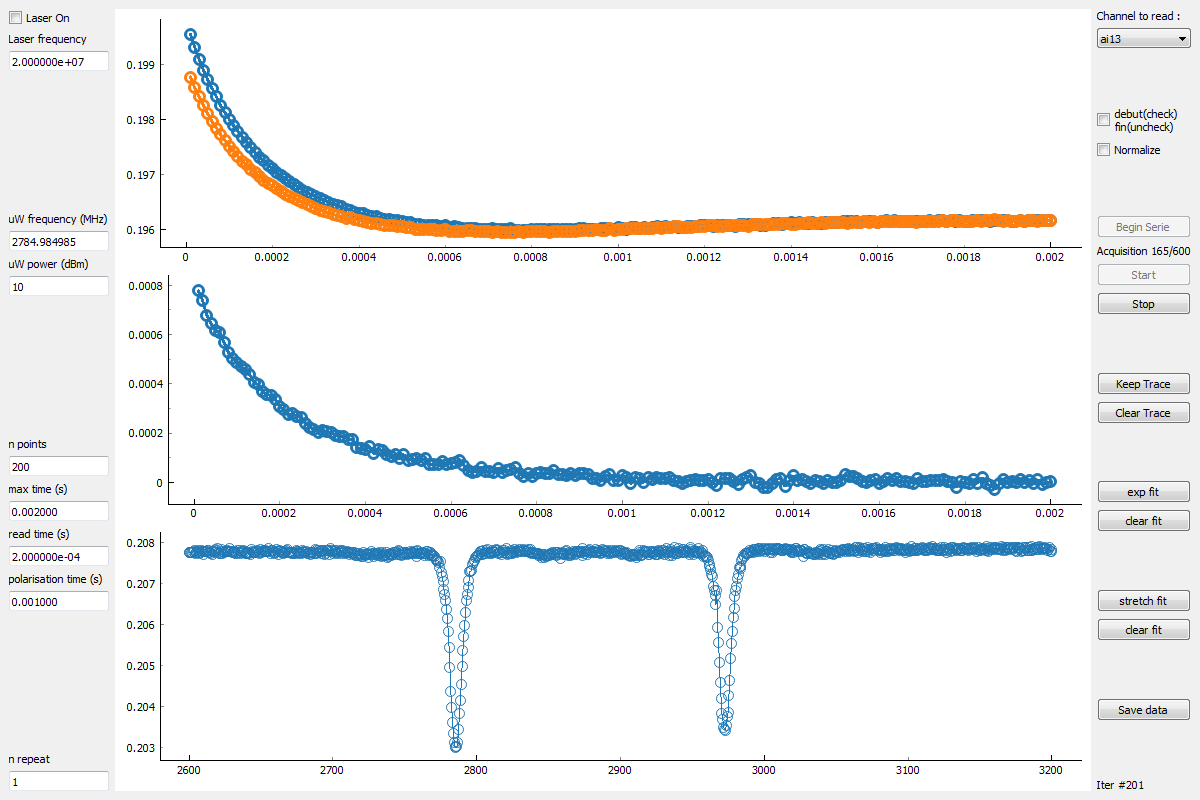 Laser On
Laser frequency
2.000000e+07
uW frequency (MHz)
2784.984985
uW power (dBm)
10
n points
200
max time (s)
0.002000
read time (s)
2.000000e-04
polarisation time (s)
0.001000
n repeat
1
0.199
0.198
0.197
0.196
0 0.0002 0.0004 0.0006 0.0008 0.001 0.0012 0.0014 0.0016 0.0018 0.002
0.0008
0.0006
0.0004
0.0002
0
0 0.0002 0.0004 0.0006 0.0008 0.001 0.0012 0.0014 0.0016 0.0018 0.002
0.208
0.207
0.206
0.205
0.204
0.203
2600 2700 2800 2900 3000 3100 3200
Channel to read :
ai13
debut(check)
fin(uncheck)
Normalize
Begin Serie
Acquisition 165/600
Start
Stop
Keep Trace
Clear Trace
exp fit
clear fit
stretch fit
clear fit
Save data
Iter #201